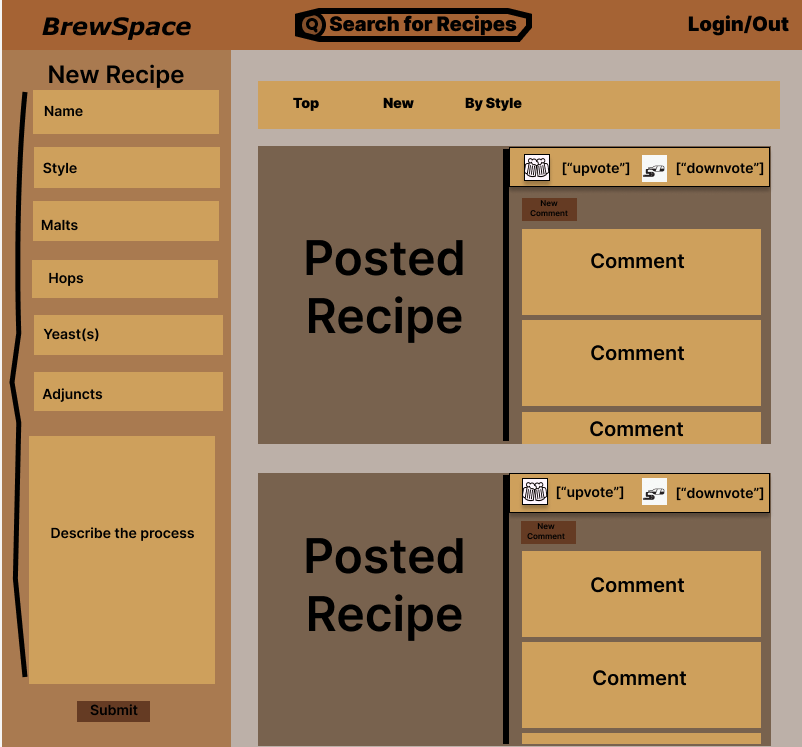 BrewSpace
Search for Recipes
Login/Out
New Recipe
Name
Style
Malts
Hops
Yeast(s)
Adjuncts
Describe the process
Submit
Top New By Style
Posted
Recipe
[“upvote”] [“downvote”]
New
Comment
Comment
Comment
Comment
Posted
Recipe
[“upvote”] [“downvote”]
New
Comment
Comment
Comment